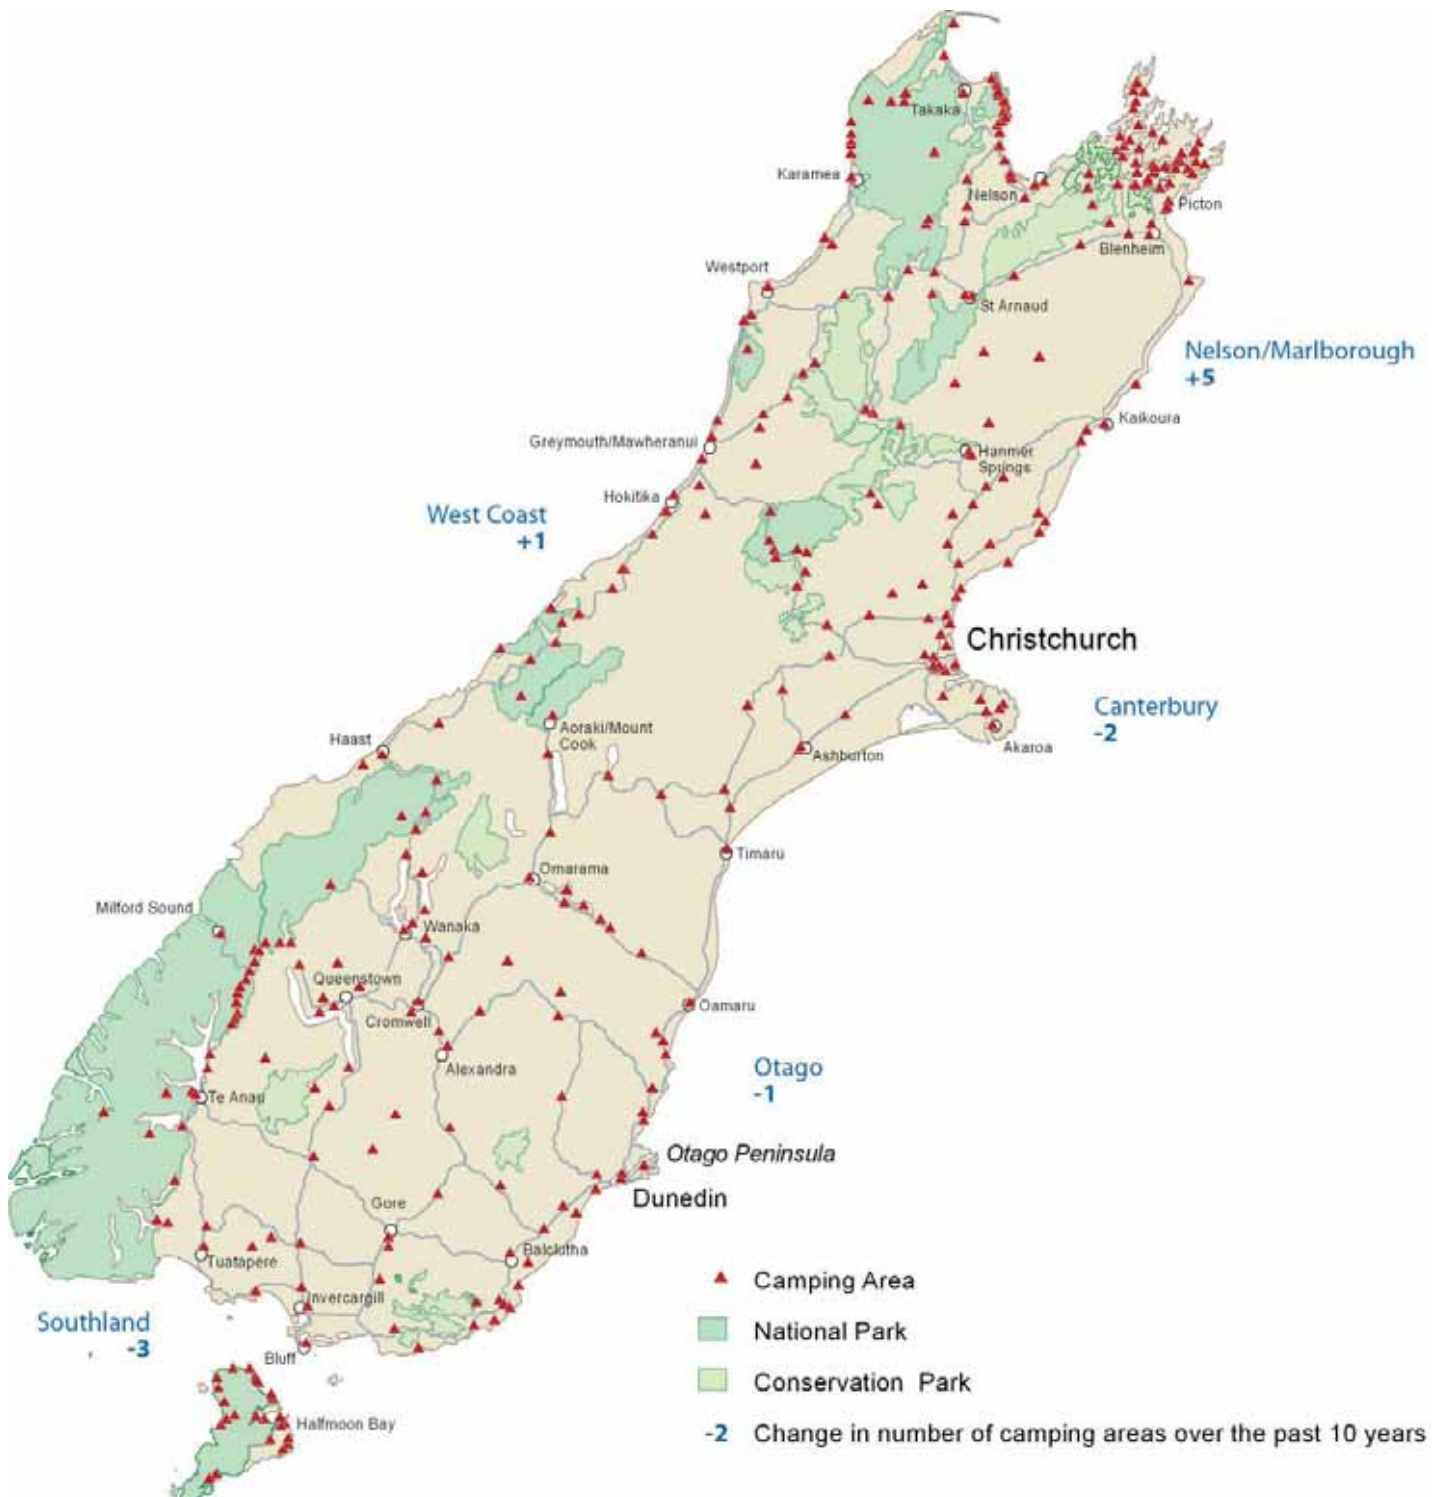 Takaka
Karamea
Nelson
Picton
Blenheim
Westport
St Arnaud
Nelson/Marlborough
+5
Kaikoura
Greymouth/Mawheranui
Hanmer
Springs
Hokitika
West Coast
+1
Christchurch
Canterbury
-2
Aoraki/Mount
Cook
Haast
Akaroa
Ashburton
Timaru
Omarama
Milford Sound
Wanaka
Queenstown
Oamaru
Cromwell
Otago
-1
Alexandra
Te Anau
Otago Peninsula
Dunedin
Gore
Balclutha
Tuatapere
Camping Area
Invercargill
Southland
-3
National Park
Bluff
Conservation Park
Halfmoon Bay
-2 Change in number of camping areas over the past 10 years